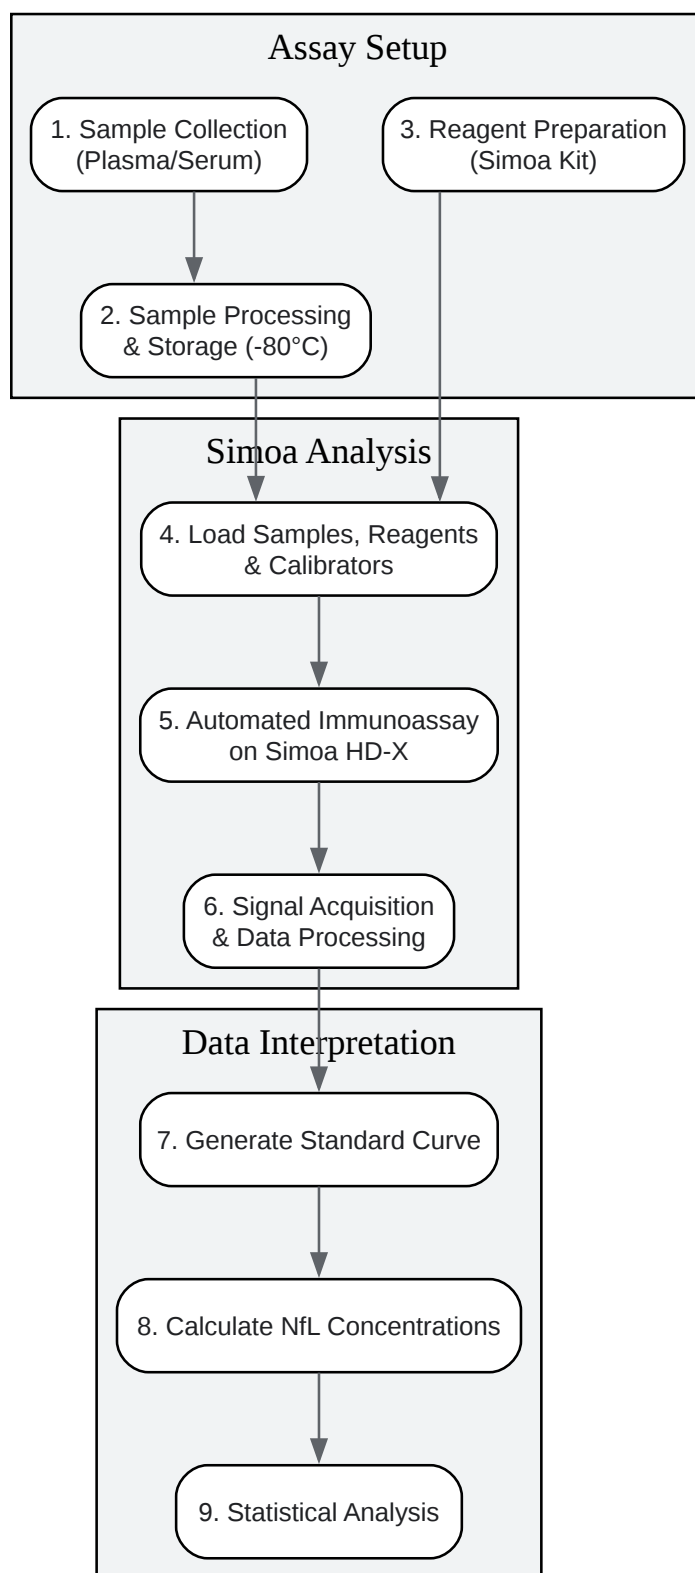 Assay Setup
1. Sample Collection
(Plasma/Serum)
3. Reagent Preparation
(Simoa Kit)
2. Sample Processing
& Storage (-80°C)
Simoa Analysis
4. Load Samples, Reagents
& Calibrators
5. Automated Immunoassay
on Simoa HD-X
6. Signal Acquisition
& Data Processing
Data Interpretation
7. Generate Standard Curve
8. Calculate NfL Concentrations
9. Statistical Analysis